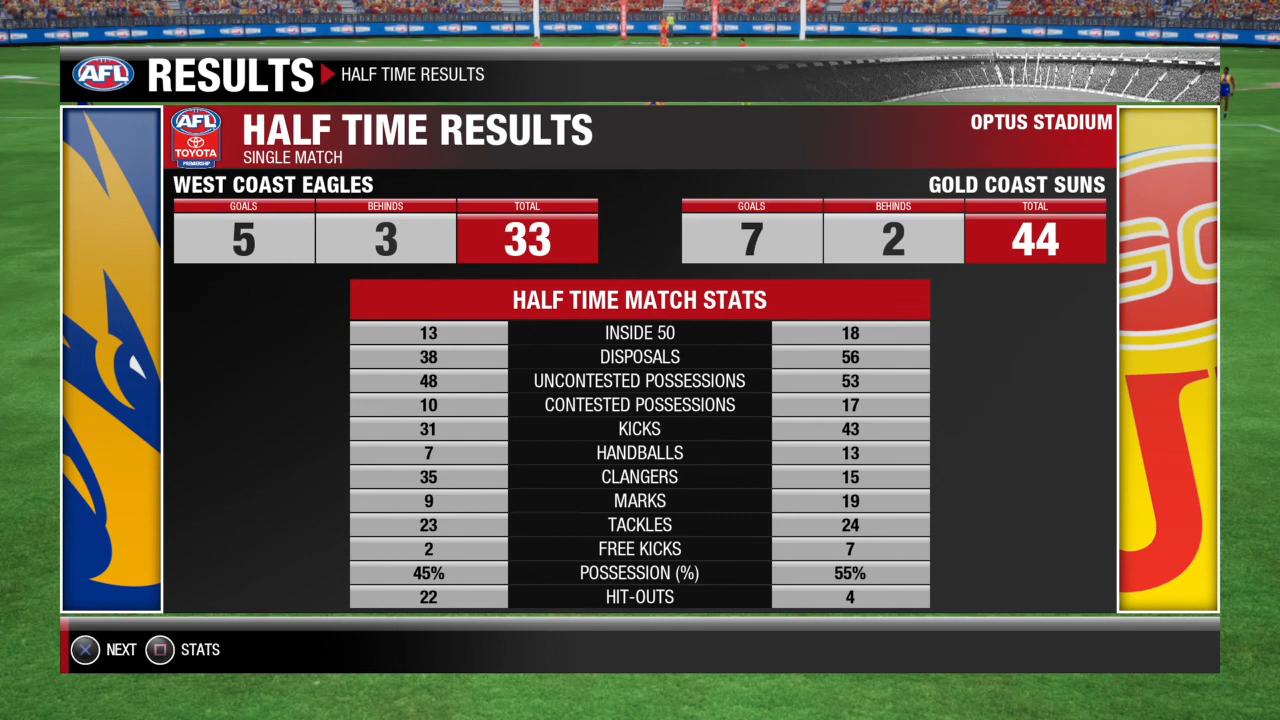 AFL RESULTS HALF TIME RESULTS
AFL
TOYOTA
PREMIERSHIP
HALF TIME RESULTS
SINGLE MATCH
OPTUS STADIUM
WEST COAST EAGLES
GOALS BEHINDS TOTAL
5 3 33
GOLD COAST SUNS
GOALS BEHINDS TOTAL
7 2 44
HALF TIME MATCH STATS
13 INSIDE 50 18
38 DISPOSALS 56
48 UNCONTESTED POSSESSIONS 53
10 CONTESTED POSSESSIONS 17
31 KICKS 43
7 HANDBALLS 13
35 CLANGERS 15
9 MARKS 19
23 TACKLES 24
2 FREE KICKS 7
45% POSSESSION (%) 55%
22 HIT-OUTS 4
NEXT STATS